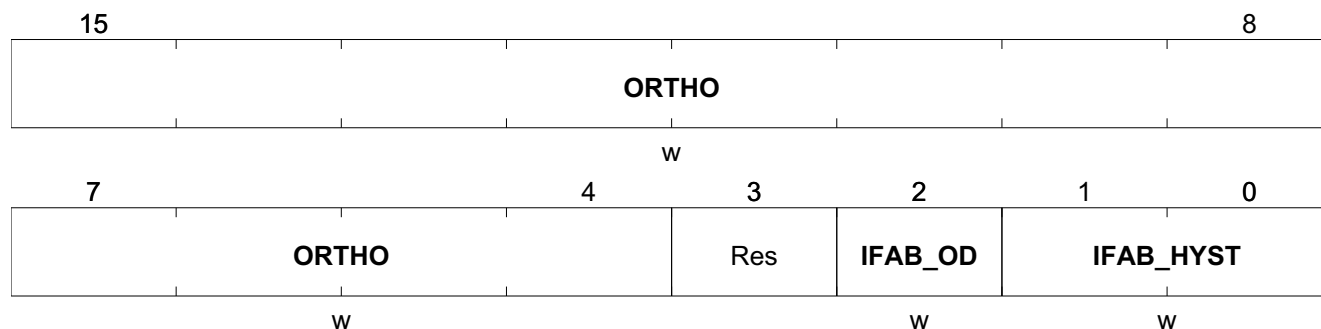 15 8
ORTHO
w
7 4 3 2 1 0
ORTHO Res IFAB_OD IFAB_HYST
w w w